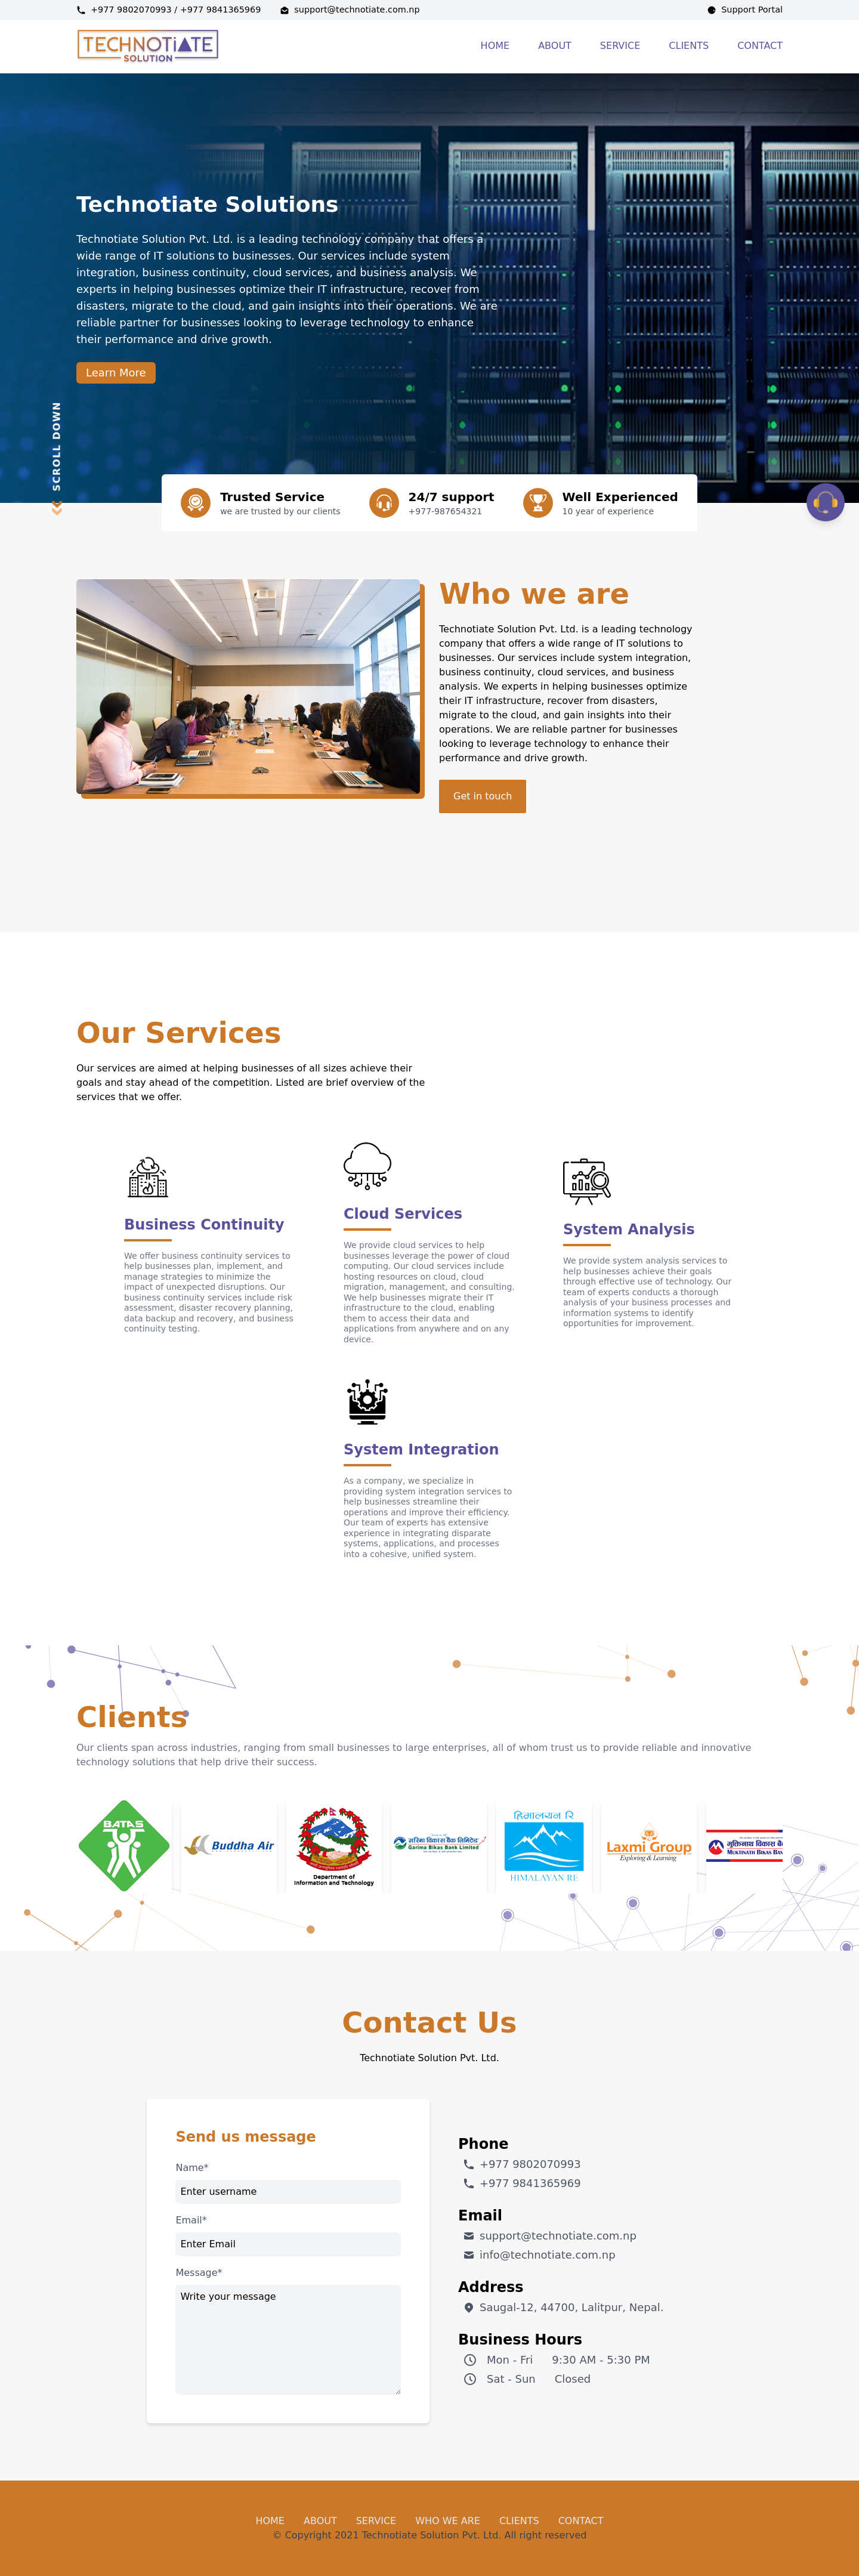 +977 9802070993 / +977 9841365969
support@technotiate.com.np
Support Portal
TECHNOTIATE
SOLUTION
HOME
ABOUT
SERVICE
CLIENTS
CONTACT
Technotiate Solutions
Technotiate Solution Pvt. Ltd. is a leading technology company that offers a
wide range of IT solutions to businesses. Our services include system
integration, business continuity, cloud services, and business analysis. We
experts in helping businesses optimize their IT infrastructure, recover from
disasters, migrate to the cloud, and gain insights into their operations. We are
reliable partner for businesses looking to leverage technology to enhance
their performance and drive growth.
Learn More
SCROLL DOWN
Trusted Service
we are trusted by our clients
24/7 support
+977-987654321
Well Experienced
10 year of experience
Who we are
Technotiate Solution Pvt. Ltd. is a leading technology
company that offers a wide range of IT solutions to
businesses. Our services include system integration,
business continuity, cloud services, and business
analysis. We experts in helping businesses optimize
their IT infrastructure, recover from disasters,
migrate to the cloud, and gain insights into their
operations. We are reliable partner for businesses
looking to leverage technology to enhance their
performance and drive growth.
Get in touch
Our Services
Our services are aimed at helping businesses of all sizes achieve their
goals and stay ahead of the competition. Listed are brief overview of the
services that we offer.
Business Continuity
We offer business continuity services to
help businesses plan, implement, and
manage strategies to minimize the
impact of unexpected disruptions. Our
business continuity services include risk
assessment, disaster recovery planning,
data backup and recovery, and business
continuity testing.
Cloud Services
We provide cloud services to help
businesses leverage the power of cloud
computing. Our cloud services include
hosting resources on cloud, cloud
migration, management, and consulting.
We help businesses migrate their IT
infrastructure to the cloud, enabling
them to access their data and
applications from anywhere and on any
device.
System Analysis
We provide system analysis services to
help businesses achieve their goals
through effective use of technology. Our
team of experts conducts a thorough
analysis of your business processes and
information systems to identify
opportunities for improvement.
System Integration
As a company, we specialize in
providing system integration services to
help businesses streamline their
operations and improve their efficiency.
Our team of experts has extensive
experience in integrating disparate
systems, applications, and processes
into a cohesive, unified system.
Clients
Our clients span across industries, ranging from small businesses to large enterprises, all of whom trust us to provide reliable and innovative
technology solutions that help drive their success.
BATAS
Buddha Air
Department of
Information and Technology
गरिमा विकास बैंक लिमिटेड
Garima Bikas Bank Limited
हिमालयन रि
HIMALAYAN RE
Laxmi Group
Exploring & Learning
मुक्तिनाथ विकास बै
MUKTINATH BIKAS BAN
Contact Us
Technotiate Solution Pvt. Ltd.
Send us message
Name*
Enter username
Email*
Enter Email
Message*
Write your message
Phone
+977 9802070993
+977 9841365969
Email
support@technotiate.com.np
info@technotiate.com.np
Address
Saugal-12, 44700, Lalitpur, Nepal.
Business Hours
Mon - Fri 9:30 AM - 5:30 PM
Sat - Sun Closed
HOME
ABOUT
SERVICE
WHO WE ARE
CLIENTS
CONTACT
© Copyright 2021 Technotiate Solution Pvt. Ltd. All right reserved